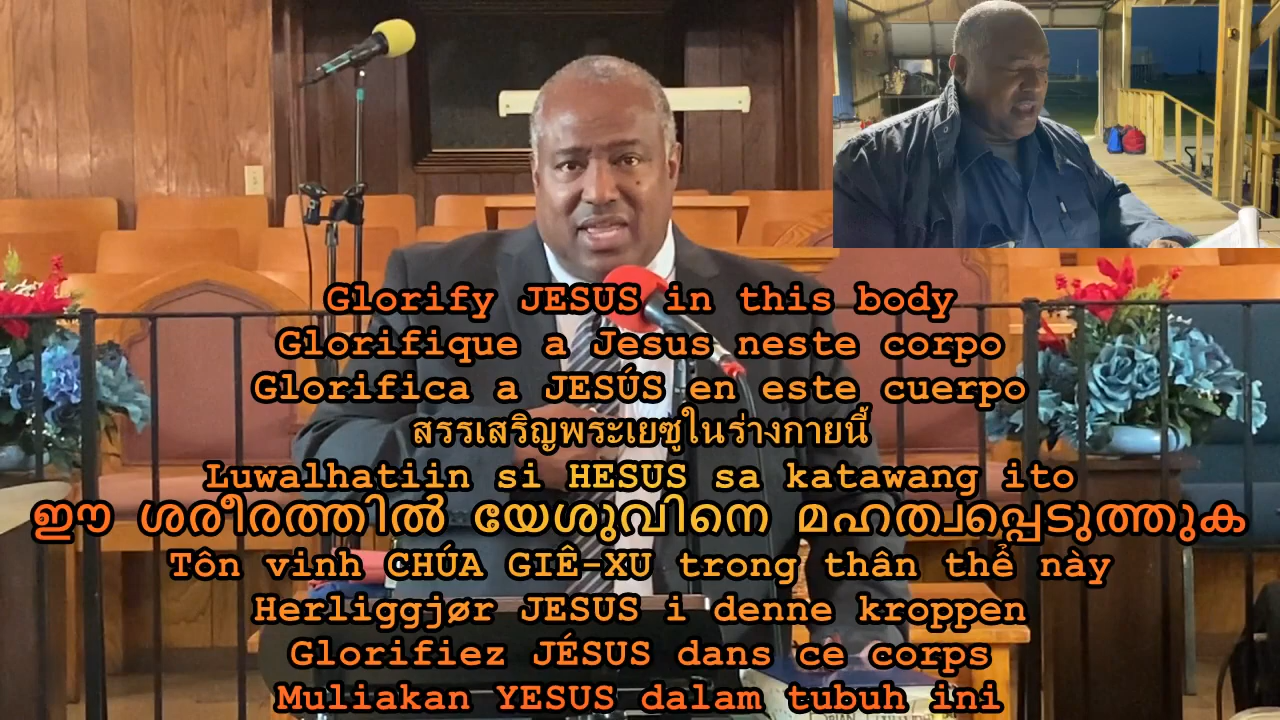 Glorify JESUS in this body
Glorifique a Jesus neste corpo
Glorifica a JESÚS en este cuerpo
สรรเสริญพระเยซูในร่างกายนี้
Luwalhatiin si HESUS sa katawang ito
ഈ ശരീരത്തിൽ യേശുവിനെ മഹത്വപ്പെടുത്തുക
Tôn vinh CHÚA GIÊ-XU trong thân thể này
Herliggjør JESUS i denne kroppen
Glorifiez JÉSUS dans ce corps
Muliakan YESUS dalam tubuh ini